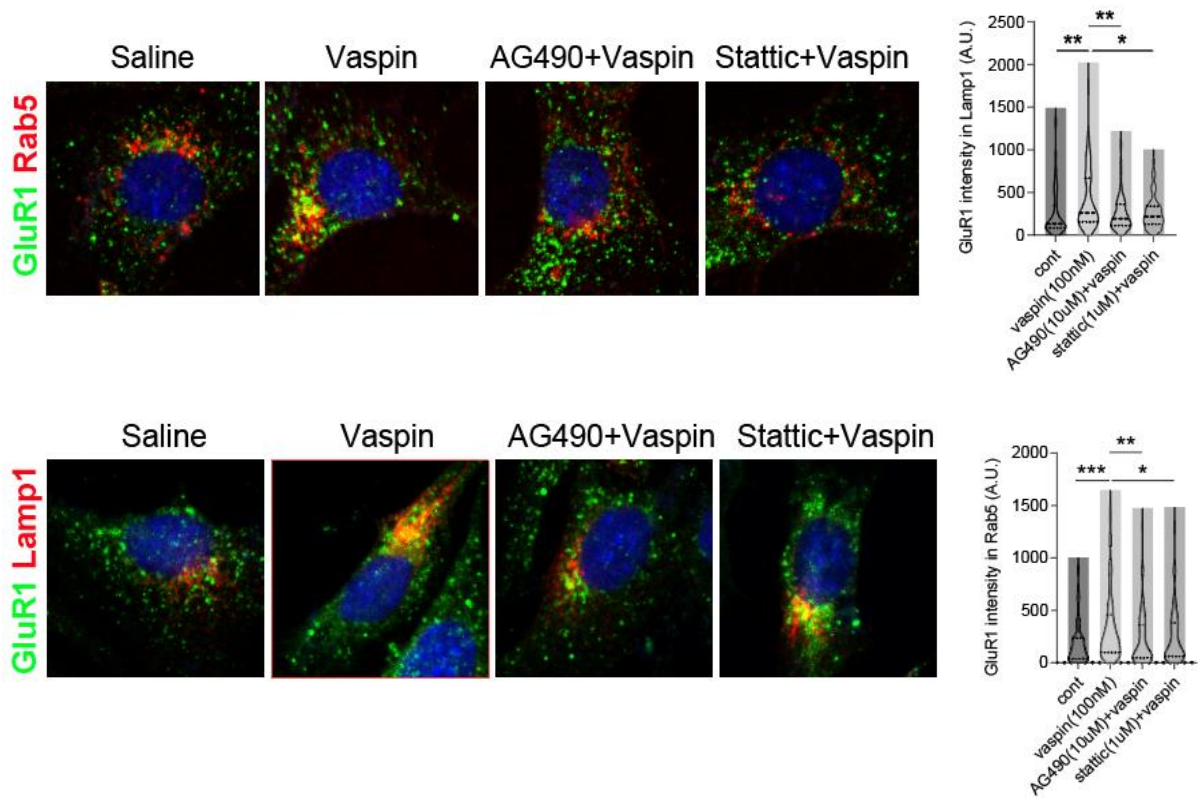 Saline
Vaspin
AG490+Vaspin
Stattic+Vaspin
GluR1 Rab5
GluR1 intensity in Lamp1 (A.U.)
2500
2000
1500
1000
500
0
**
**
*
cont
vaspin(100nM)
AG490(10uM)+vaspin
stattic(1uM)+vaspin
Saline
Vaspin
AG490+Vaspin
Stattic+Vaspin
GluR1 Lamp1
GluR1 intensity in Rab5 (A.U.)
2000
1500
1000
500
0
**
***
*
cont
vaspin(100nM)
AG490(10uM)+vaspin
stattic(1uM)+vaspin